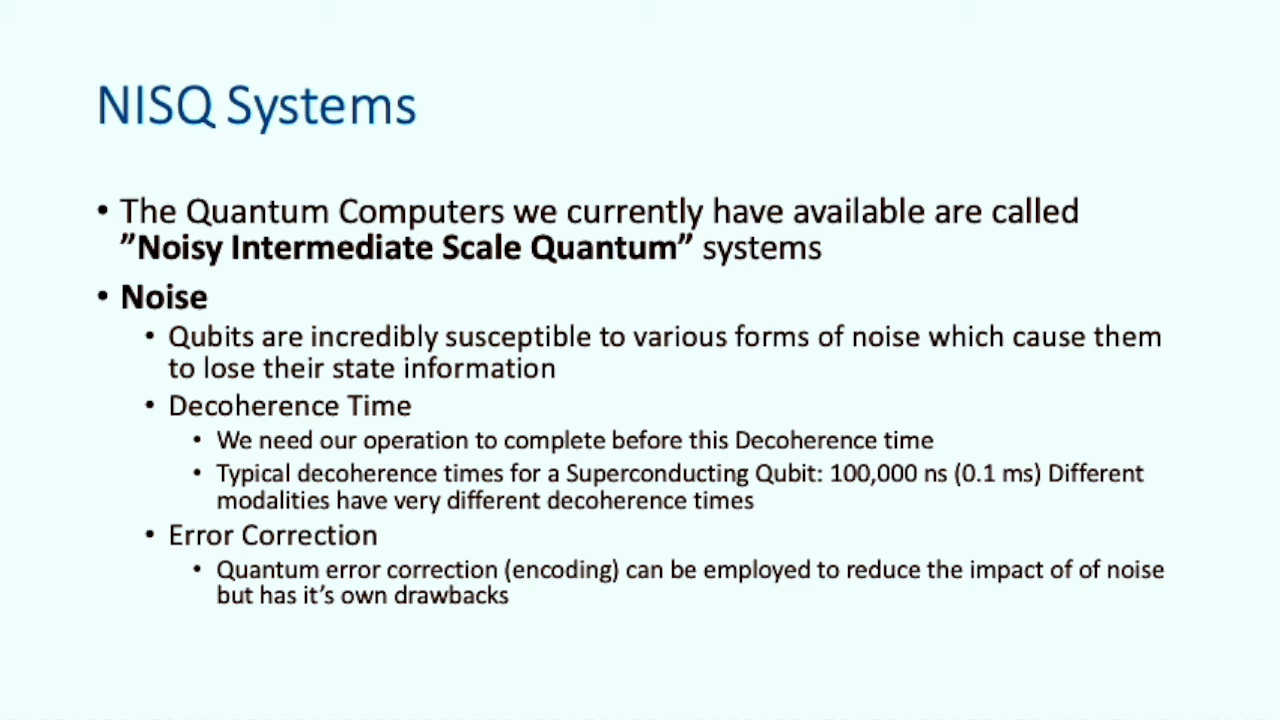 NISQ Systems
• The Quantum Computers we currently have available are called
”Noisy Intermediate Scale Quantum” systems
• Noise
• Qubits are incredibly susceptible to various forms of noise which cause them
to lose their state information
• Decoherence Time
• We need our operation to complete before this Decoherence time
• Typical decoherence times for a Superconducting Qubit: 100,000 ns (0.1 ms) Different
modalities have very different decoherence times
• Error Correction
• Quantum error correction (encoding) can be employed to reduce the impact of of noise
but has it’s own drawbacks